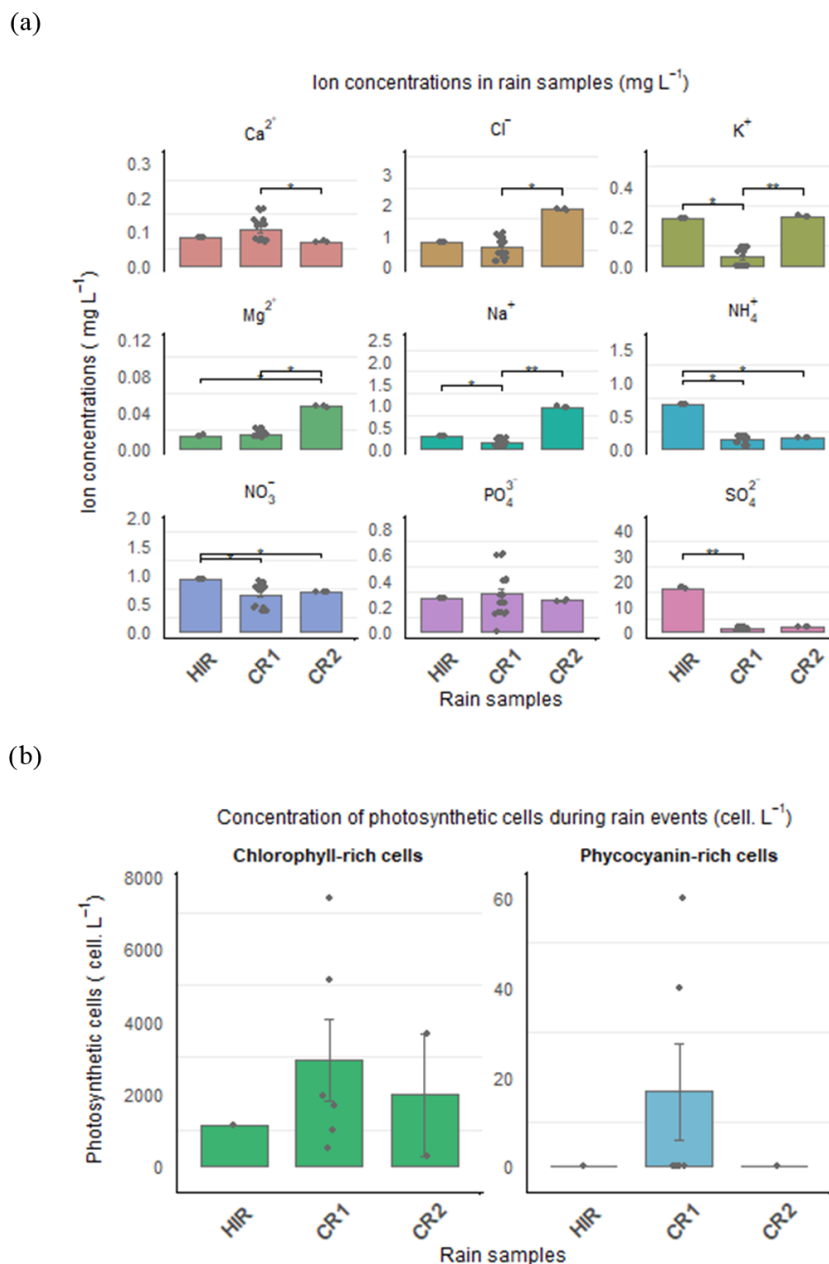 (a)
Ion concentrations in rain samples (mg L⁻¹)
Ca²⁺ Cl⁻ K⁺
0.3 3 0.4
0.2 2 0.2
0.1 1 0.0
0.0 0
* * * **
Mg²⁺ Na⁺ NH₄⁺
0.12 2.5 1.5
0.08 2.0 1.0
0.04 1.5 0.5
0.00 1.0 0.0
0.5
0.0
* * * ** * *
NO₃⁻ PO₄³⁻ SO₄²⁻
2.0 0.8 40
1.5 0.6 30
1.0 0.4 20
0.5 0.2 10
0.0 0.0 0
* * **
Ion concentrations ( mg L⁻¹)
HIR CR1 CR2 HIR CR1 CR2 HIR CR1 CR2
Rain samples
(b)
Concentration of photosynthetic cells during rain events (cell. L⁻¹)
Chlorophyll-rich cells Phycocyanin-rich cells
8000 60
6000 40
4000 20
2000 0
0
Photosynthetic cells ( cell. L⁻¹)
HIR CR1 CR2 HIR CR1 CR2
Rain samples